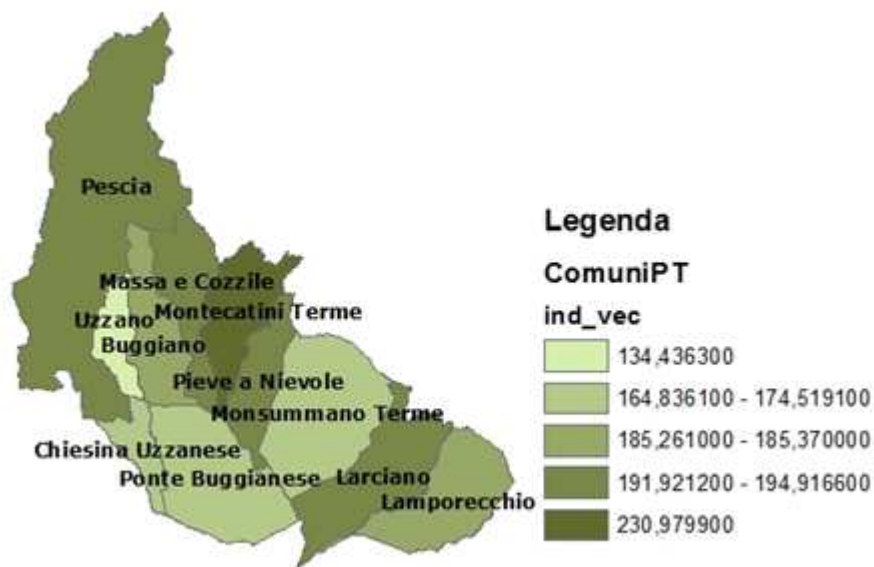 Pescia
Massa e Cozzile
Montecatini Terme
Uzzano
Buggiano
Pieve a Nievole
Monsummano Terme
Chiesina Uzzanese
Ponte Buggianese
Larciano
Lamporecchio
Legenda
ComuniPT
ind_vec
134,436300
164,836100 - 174,519100
185,261000 - 185,370000
191,921200 - 194,916600
230,979900